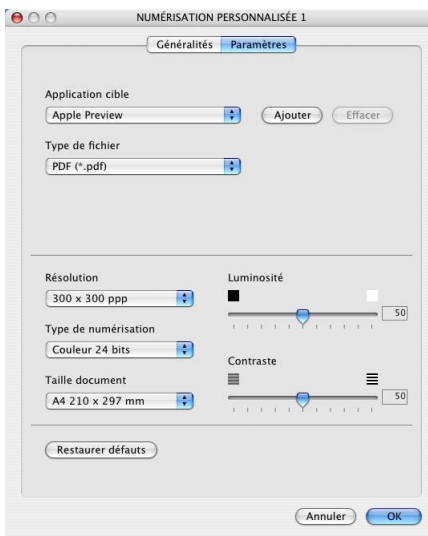 NUMÉRISATION PERSONNALISÉE 1
Généralités Paramètres
Application cible
Apple Preview Ajouter Effacer
Type de fichier
PDF (*.pdf)
Résolution Luminosité
300 x 300 ppp
50
Type de numérisation
Couleur 24 bits
Contraste
Taille document
A4 210 x 297 mm 50
Restaurer défauts
Annuler OK